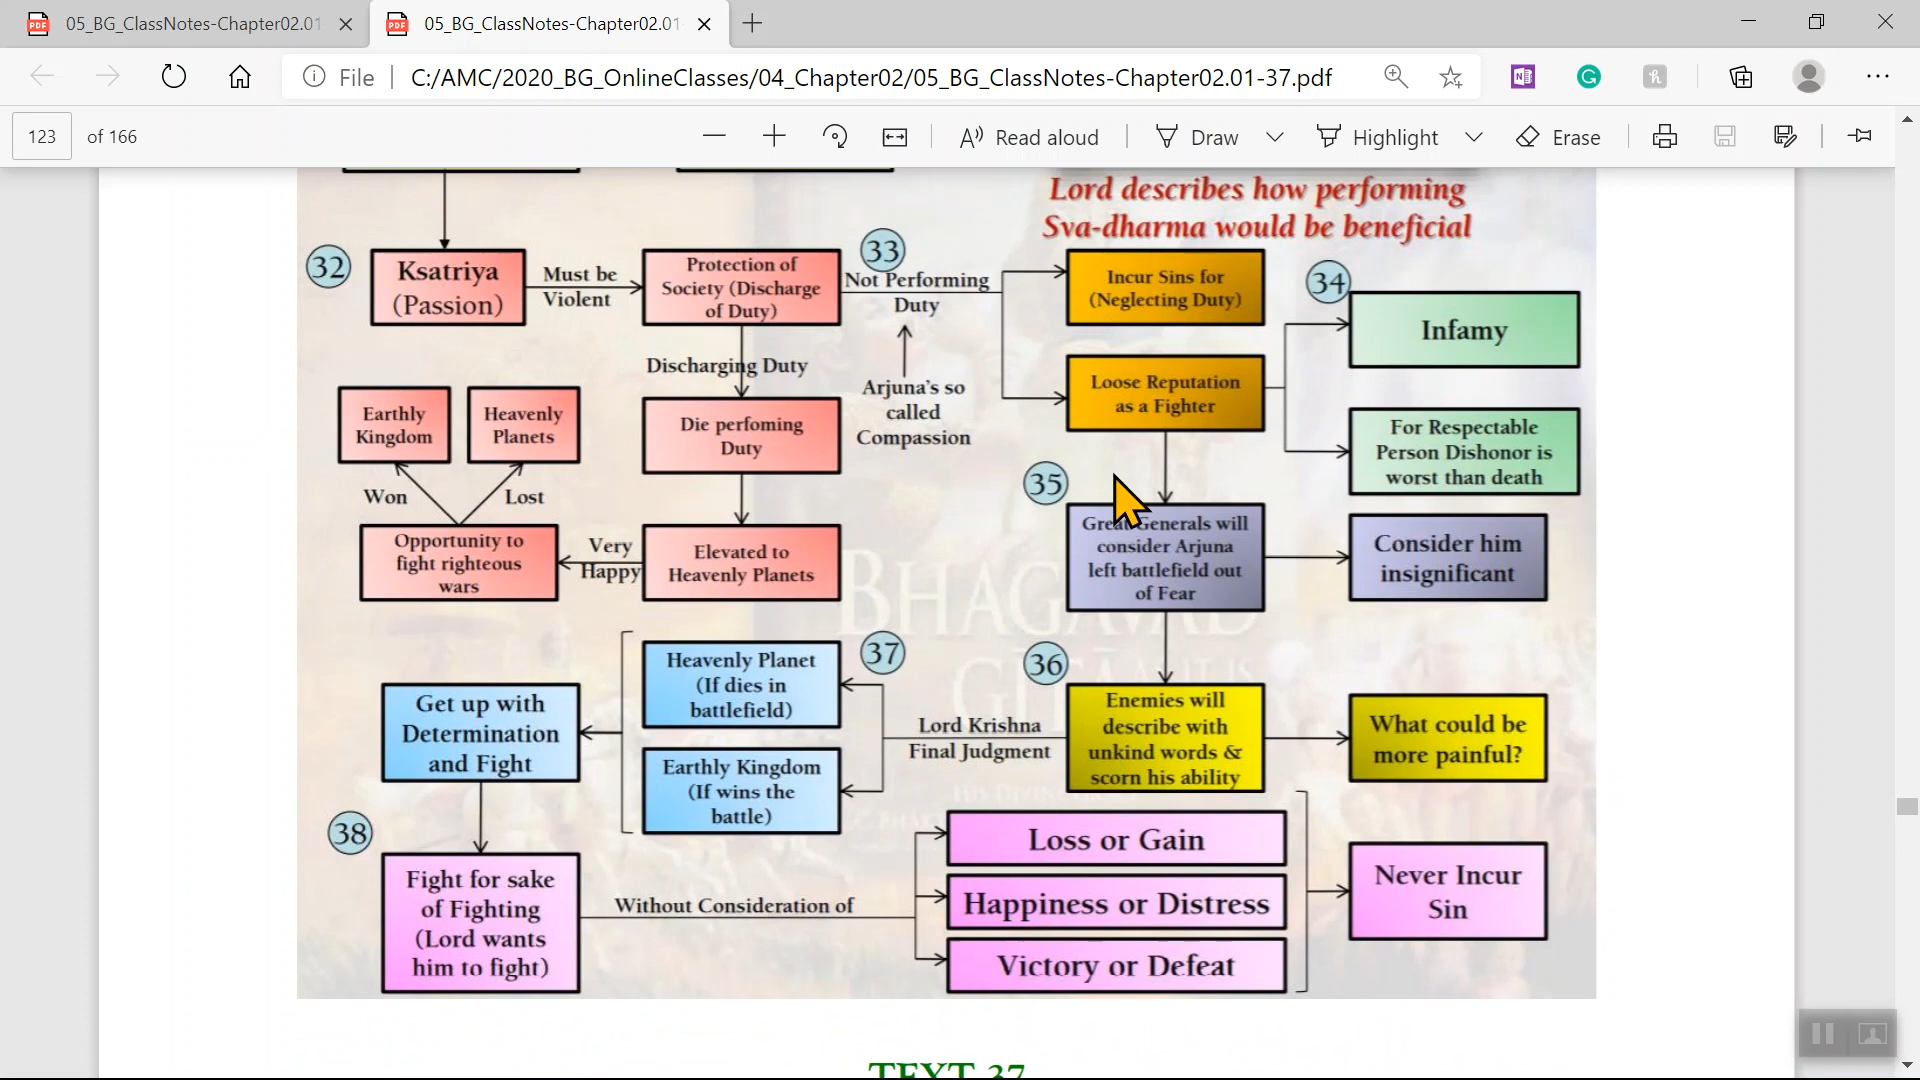 05_BG_ClassNotes-Chapter02.01
05_BG_ClassNotes-Chapter02.01
File
C:/AMC/2020_BG_OnlineClasses/04_Chapter02/05_BG_ClassNotes-Chapter02.01-37.pdf
123 of 166
Read aloud
Draw
Highlight
Erase
Lord describes how performing
Sva-dharma would be beneficial
32
Ksatriya
(Passion)
Must be
Violent
Protection of
Society (Discharge
of Duty)
33
Not Performing
Duty
Incur Sins for
(Neglecting Duty)
34
Infamy
Discharging Duty
Arjuna's so
called
Compassion
Loose Reputation
as a Fighter
For Respectable
Person Dishonor is
worst than death
Earthly
Kingdom
Heavenly
Planets
Die perfoming
Duty
Won
Lost
35
Great Generals will
consider Arjuna
left battlefield out
of Fear
Consider him
insignificant
Opportunity to
fight righteous
wars
Very
Happy
Elevated to
Heavenly Planets
BHAGAVAD
GĪTĀ AS IT IS
37
Heavenly Planet
(If dies in
battlefield)
36
Enemies will
describe with
unkind words &
scorn his ability
What could be
more painful?
Get up with
Determination
and Fight
Lord Krishna
Final Judgment
Earthly Kingdom
(If wins the
battle)
38
Fight for sake
of Fighting
(Lord wants
him to fight)
Without Consideration of
Loss or Gain
Happiness or Distress
Victory or Defeat
Never Incur
Sin
TEXT 37